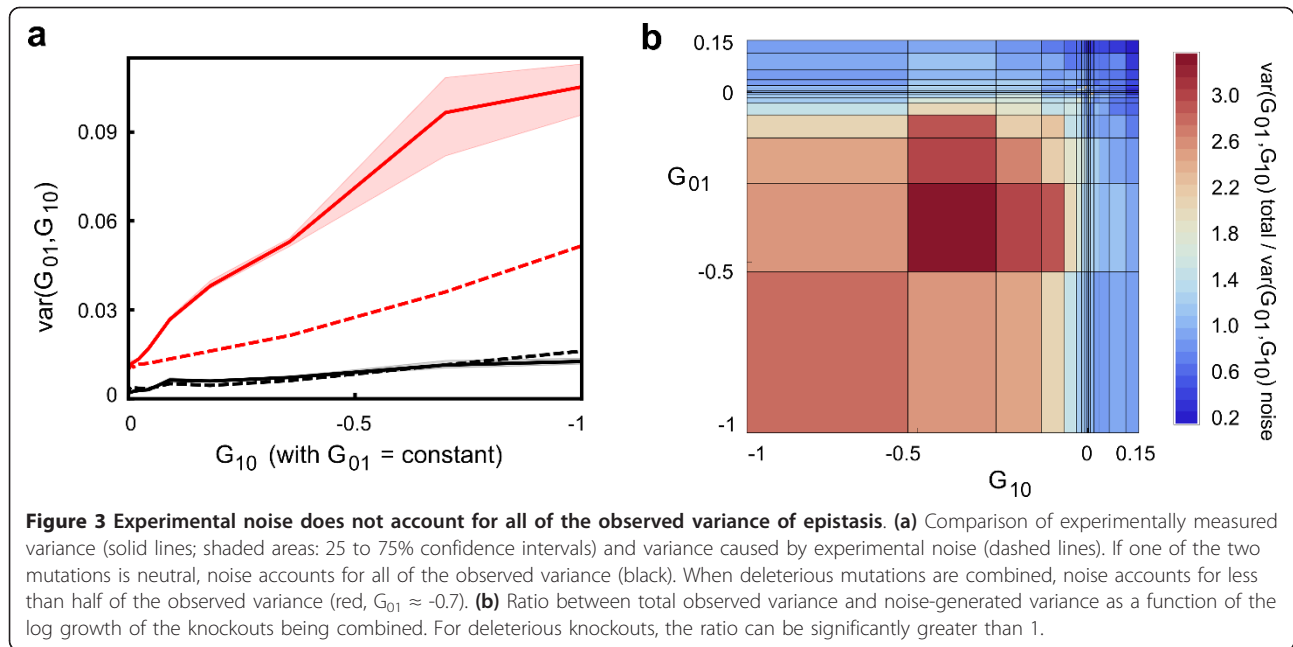 a
b
0.09
0.06
0.03
0
var(G01,G10)
0
-0.5
-1
G10 (with G01 = constant)
0.15
0
G01
-0.5
-1
-1
-0.5
0
0.15
G10
3.0
2.6
2.2
1.8
1.4
1.0
0.6
0.2
var(G01,G10) total / var(G01,G10) noise
Figure 3 Experimental noise does not account for all of the observed variance of epistasis. (a) Comparison of experimentally measured
variance (solid lines; shaded areas: 25 to 75% confidence intervals) and variance caused by experimental noise (dashed lines). If one of the two
mutations is neutral, noise accounts for all of the observed variance (black). When deleterious mutations are combined, noise accounts for less
than half of the observed variance (red, G01 ≈ -0.7). (b) Ratio between total observed variance and noise-generated variance as a function of the
log growth of the knockouts being combined. For deleterious knockouts, the ratio can be significantly greater than 1.